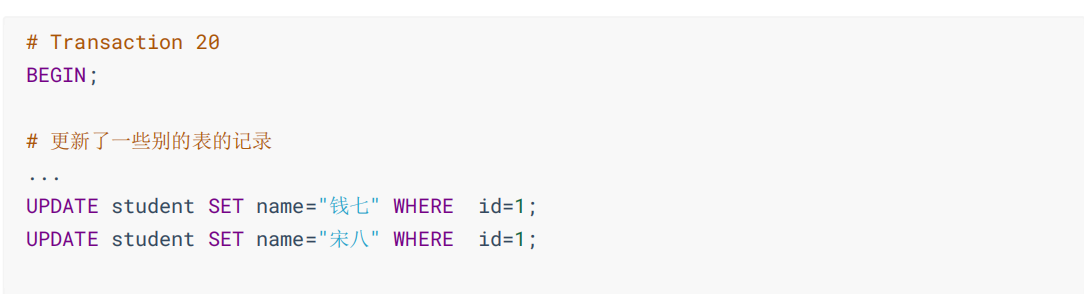 # Transaction 20
BEGIN;
# 更新了一些别的表的记录
...
UPDATE student SET name="钱七" WHERE  id=1;
UPDATE student SET name="宋八" WHERE  id=1;